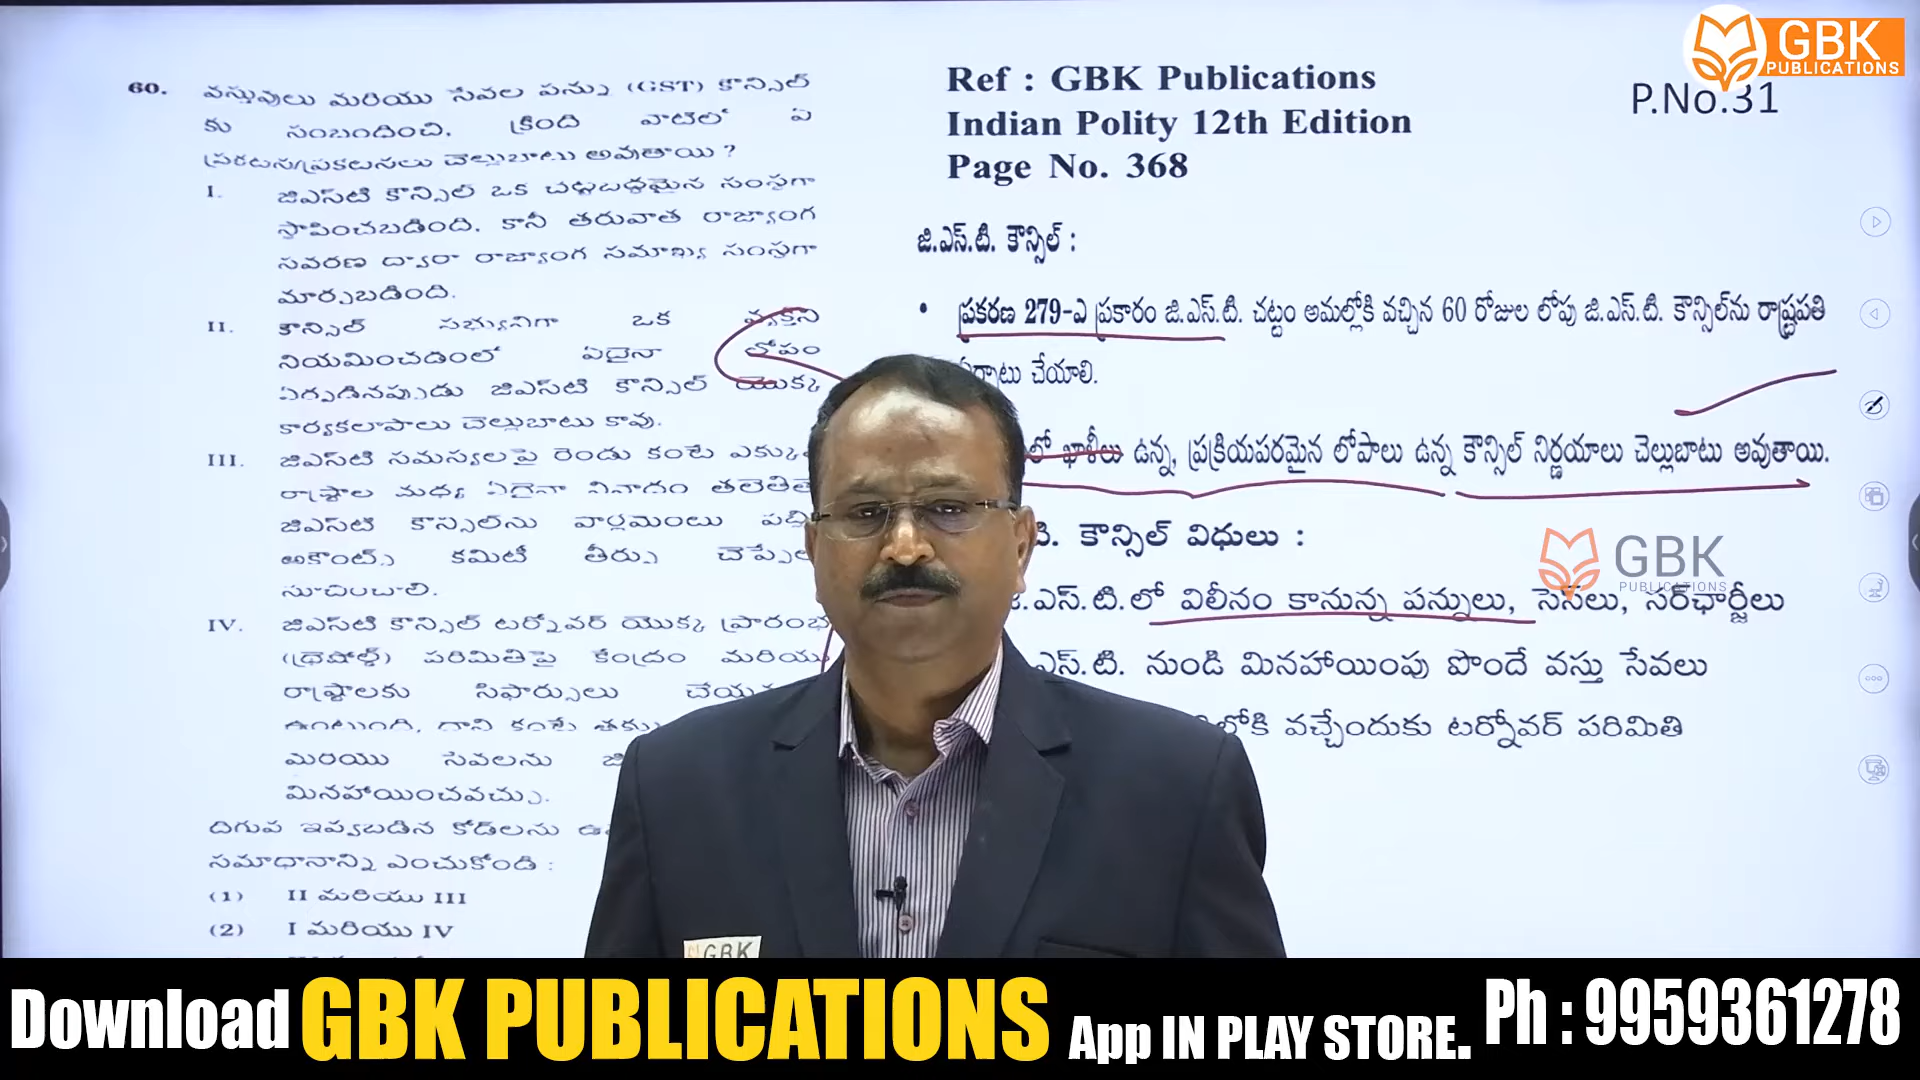 60. వస్తువులు మరియు సేవల పన్ను (GST) కౌన్సిల్
కు సంబంధించి, క్రింది వాటిలో ఏ
ప్రకటన/ప్రకటనలు చెల్లుబాటు అవుతాయి ?
I. జిఎస్‌టి కౌన్సిల్ ఒక చట్టబద్ధమైన సంస్థగా
స్థాపించబడింది. కానీ తరువాత రాజ్యాంగ
సవరణ ద్వారా రాజ్యాంగ సమాఖ్య సంస్థగా
మార్చబడింది.
II. కౌన్సిల్ సభ్యునిగా ఒక వ్యక్తిని
నియమించడంలో ఏదైనా లోపం
ఏర్పడినప్పుడు జిఎస్‌టి కౌన్సిల్ యొక్క
కార్యకలాపాలు చెల్లుబాటు కావు.
III. జిఎస్‌టి సమస్యలపై రెండు కంటే
రాష్ట్రాల మధ్య ఏదైనా వివాదం
జిఎస్‌టి కౌన్సిల్‌ను పార్లమెంటు
అకౌంట్స్ కమిటీ తీర్పు
సూచించాలి.
IV. జిఎస్‌టి కౌన్సిల్ టర్నోవర్ యొక్క ప్రారంభ
(థ్రెషోల్డ్) పరిమితిపై కేంద్రం మరియు
రాష్ట్రాలకు సిఫార్సులు
ఉంటుంది, దాని కంటే
మరియు సేవలను
మినహాయించవచ్చు.
దిగువ ఇవ్వబడిన కోడ్‌లను
సమాధానాన్ని ఎంచుకోండి :
(1) II మరియు III
(2) I మరియు IV
Ref : GBK Publications
Indian Polity 12th Edition
Page No. 368
P.No.31
GBK
PUBLICATIONS
జి.ఎస్.టి. కౌన్సిల్ :
• ప్రకరణ 279-ఎ ప్రకారం జి.ఎస్.టి. చట్టం అమల్లోకి వచ్చిన 60 రోజుల లోపు జి.ఎస్.టి. కౌన్సిల్‌ను రాష్ట్రపతి
ఏర్పాటు చేయాలి.
ఖాళీలు ఉన్న, ప్రక్రియపరమైన లోపాలు ఉన్న కౌన్సిల్ నిర్ణయాలు చెల్లుబాటు అవుతాయి.
కౌన్సిల్ విధులు :
GBK
PUBLICATIONS
జి.ఎస్.టి.లో విలీనం కానున్న పన్నులు, సెస్‌లు, సర్‌ఛార్జీలు
ఎస్.టి. నుండి మినహాయింపు పొందే వస్తు సేవలు
వచ్చేందుకు టర్నోవర్ పరిమితి
GBK
Download GBK PUBLICATIONS App IN PLAY STORE. Ph : 9959361278